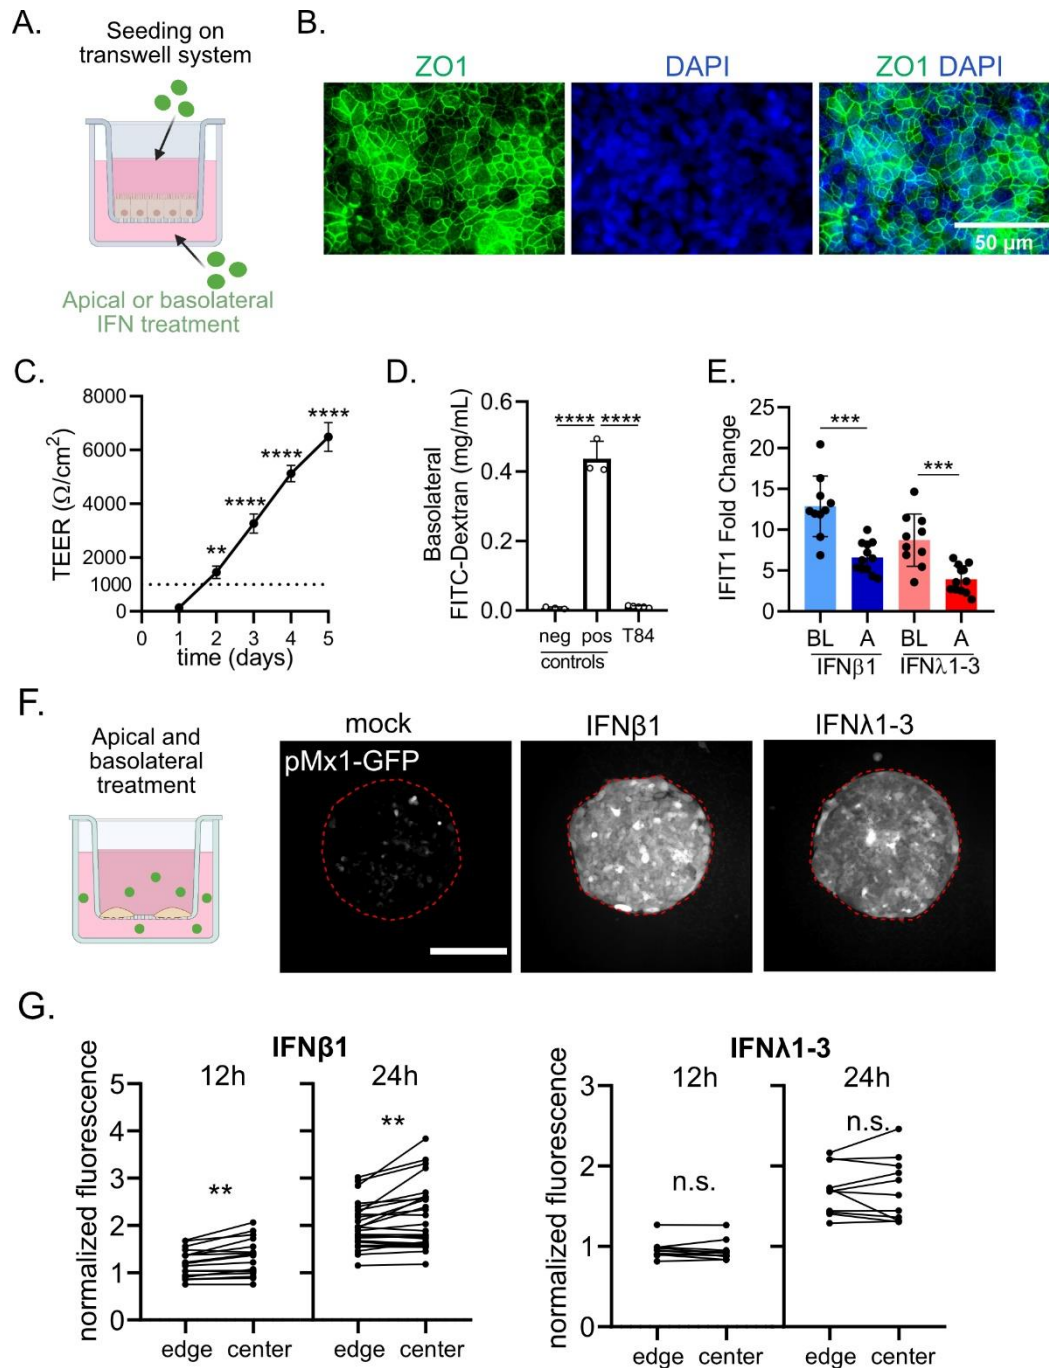 A.
Seeding on
transwell system
Apical or basolateral
IFN treatment
B.
ZO1
DAPI
ZO1 DAPI
50 μm
C.
TEER (Ω/cm²)
8000
6000
4000
2000
1000
0
0 1 2 3 4 5
time (days)
**
****
****
****
D.
Basolateral
FITC-Dextran (mg/mL)
0.6
0.4
0.2
0.0
**** ****
neg pos T84
controls
E.
IFIT1 Fold Change
25
20
15
10
5
0
***
***
BL A BL A
IFNβ1 IFNλ1-3
F.
Apical and
basolateral
treatment
mock
IFNβ1
IFNλ1-3
pMx1-GFP
G.
IFNβ1
12h 24h
normalized fluorescence
5
4
3
2
1
0
**
**
edge center edge center
IFNλ1-3
12h 24h
normalized fluorescence
3
2
1
0
n.s.
n.s.
edge center edge center